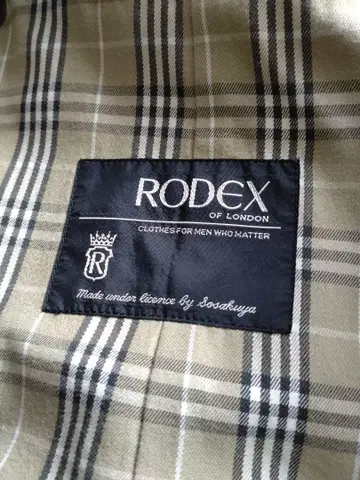 RODEX
OF LONDON
CLOTHES FOR MEN WHO MATTER
R
Made under licence by Sosakuya